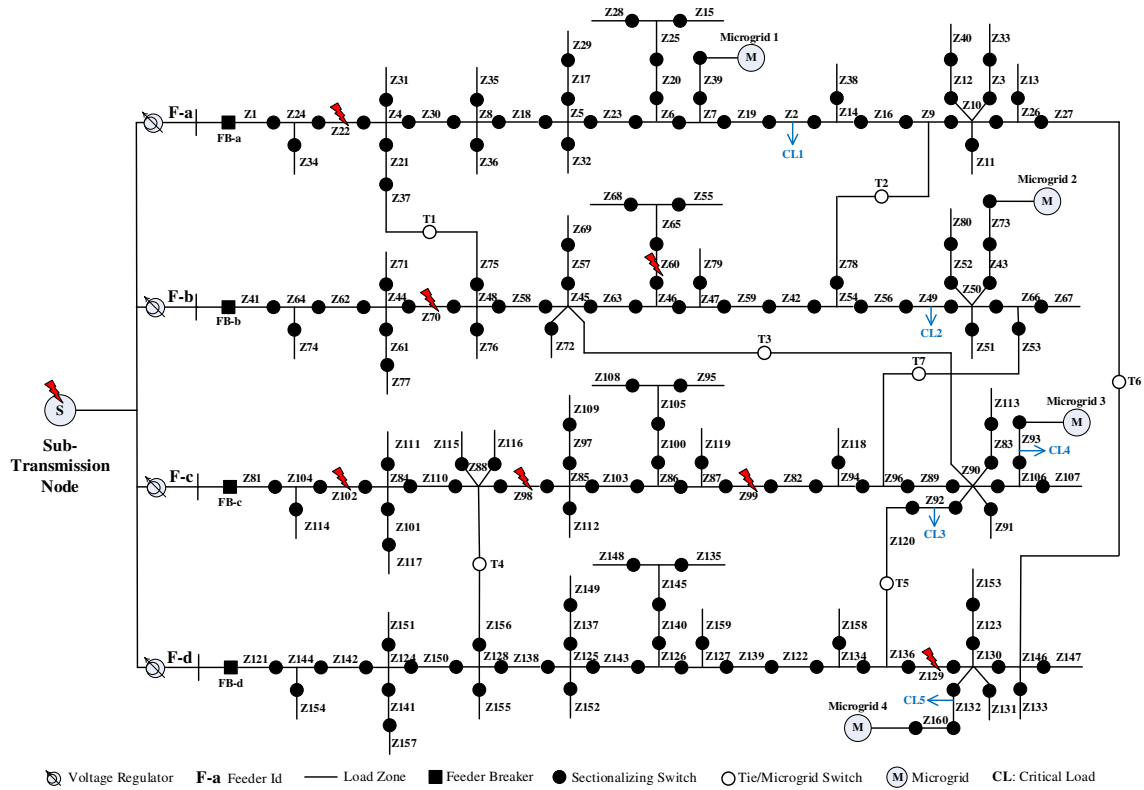 Z28 Z15
Z40 Z33
Z29 Z25 Microgrid 1
M
Z31 Z35 Z17 Z20 Z39 Z38 Z12 Z3 Z13
F-a Z1 Z24 Z22 Z4 Z30 Z8 Z18 Z5 Z23 Z6 Z7 Z19 Z2 Z14 Z16 Z9 Z10 Z26 Z27
FB-a
Z34 Z21 Z36 Z32 CL1 Z11
Z37
T1 T2
Z68 Z55 Microgrid 2
M
Z69 Z65 Z80 Z73
Z71 Z75 Z57 Z60 Z79 Z78 Z52 Z43
F-b Z41 Z64 Z62 Z44 Z70 Z48 Z58 Z45 Z63 Z46 Z47 Z59 Z42 Z54 Z56 Z49 Z50 Z66 Z67
FB-b
Z74 Z61 Z76 Z72 CL2 Z51 Z53
Z77
T3 T7 T6
Z108 Z95
S
Sub-
Transmission
Node
Z109 Z105 Z113 Microgrid 3
M
Z111 Z115 Z116 Z97 Z100 Z119 Z118 Z83 Z93 CL4
F-c Z81 Z104 Z102 Z84 Z110 Z88 Z98 Z85 Z103 Z86 Z87 Z99 Z82 Z94 Z96 Z89 Z90 Z106 Z107
FB-c
Z114 Z101 Z112 Z92 Z91
CL3
Z117 Z120
T4 T5
Z148 Z135
Z149 Z145 Z153
Z151 Z156 Z137 Z140 Z159 Z158 Z123
F-d Z121 Z144 Z142 Z124 Z150 Z128 Z138 Z125 Z143 Z126 Z127 Z139 Z122 Z134 Z136 Z129 Z130 Z146 Z147
FB-d
Z154 Z141 Z155 Z152 CL5 Z132 Z131 Z133
Z157 Microgrid 4
M
Z160
Voltage Regulator F-a Feeder Id Load Zone Feeder Breaker Sectionalizing Switch Tie/Microgrid Switch M Microgrid CL: Critical Load